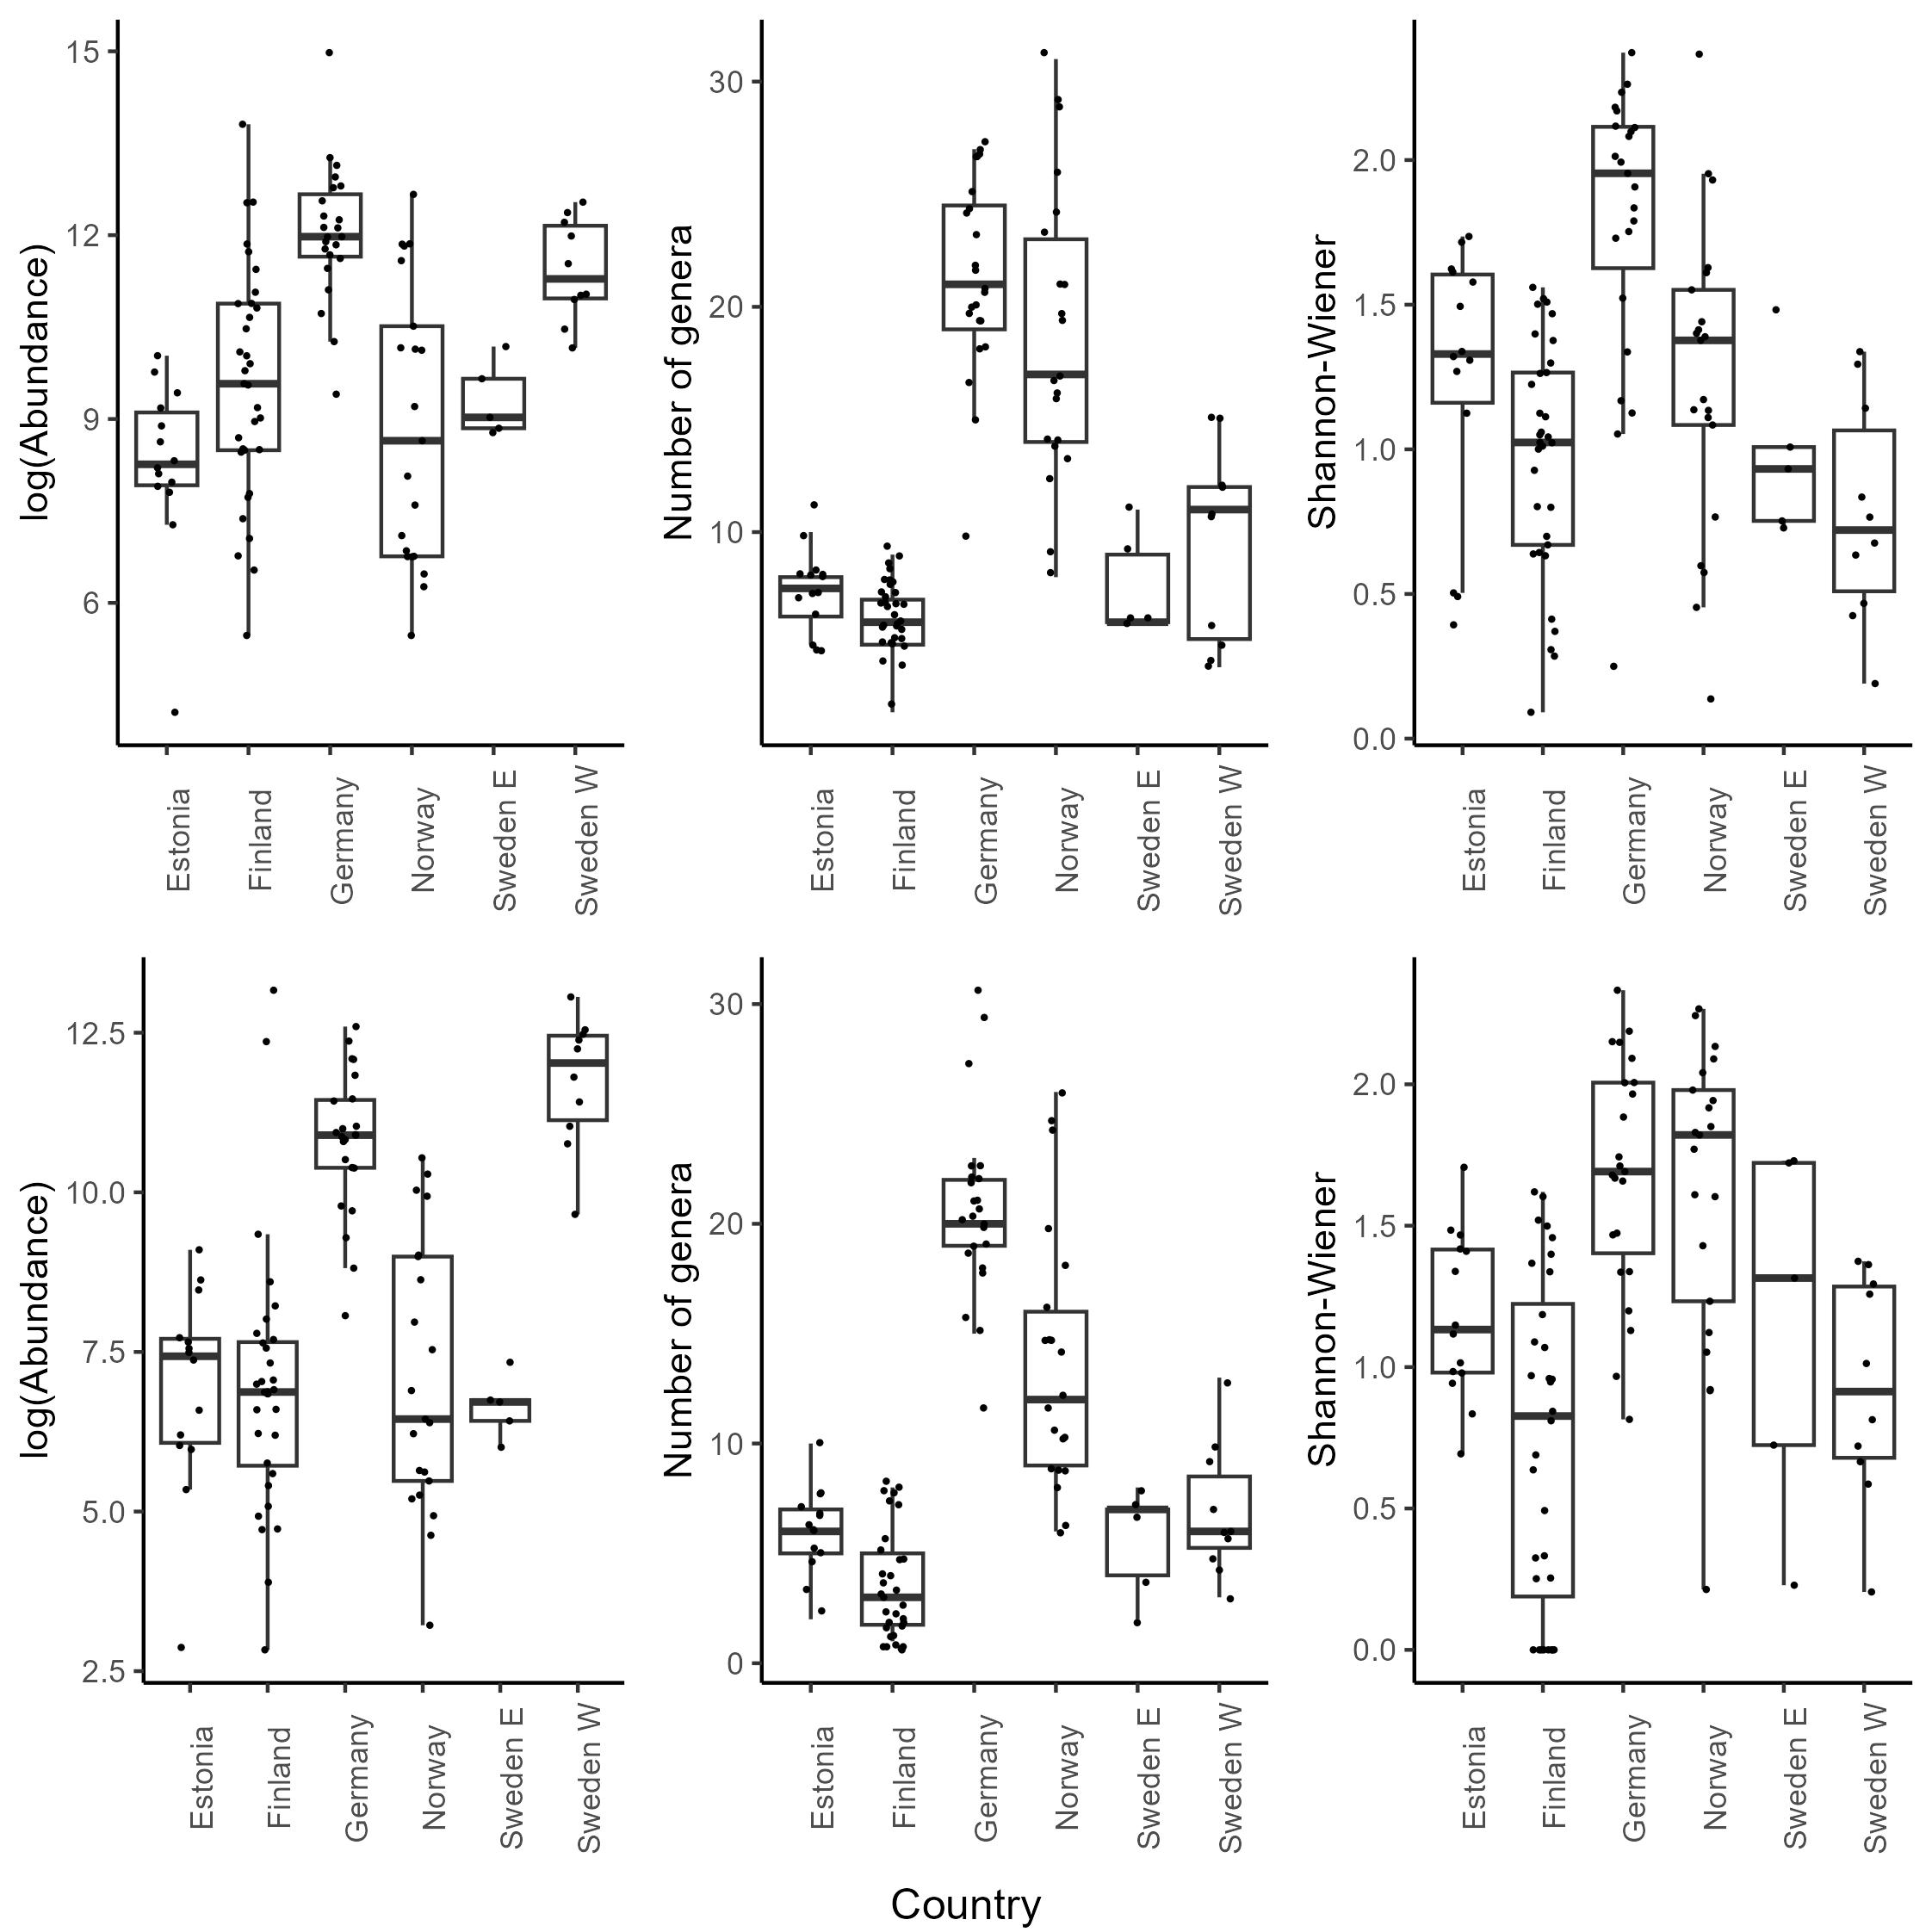 log(Abundance)
15
12
9
6
Estonia
Finland
Germany
Norway
Sweden E
Sweden W
Number of genera
30
20
10
Estonia
Finland
Germany
Norway
Sweden E
Sweden W
Shannon-Wiener
2.0
1.5
1.0
0.5
0.0
Estonia
Finland
Germany
Norway
Sweden E
Sweden W
log(Abundance)
12.5
10.0
7.5
5.0
2.5
Estonia
Finland
Germany
Norway
Sweden E
Sweden W
Number of genera
30
20
10
0
Estonia
Finland
Germany
Norway
Sweden E
Sweden W
Shannon-Wiener
2.0
1.5
1.0
0.5
0.0
Estonia
Finland
Germany
Norway
Sweden E
Sweden W
Country